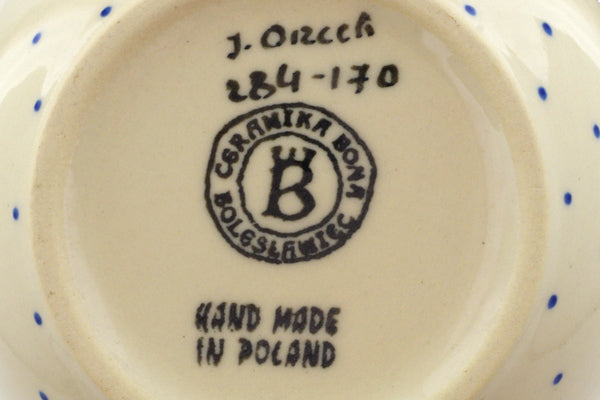 J. Orzech
284-170
CERAMIKA BONA
BOLESŁAWIEC
B
HAND MADE
IN POLAND